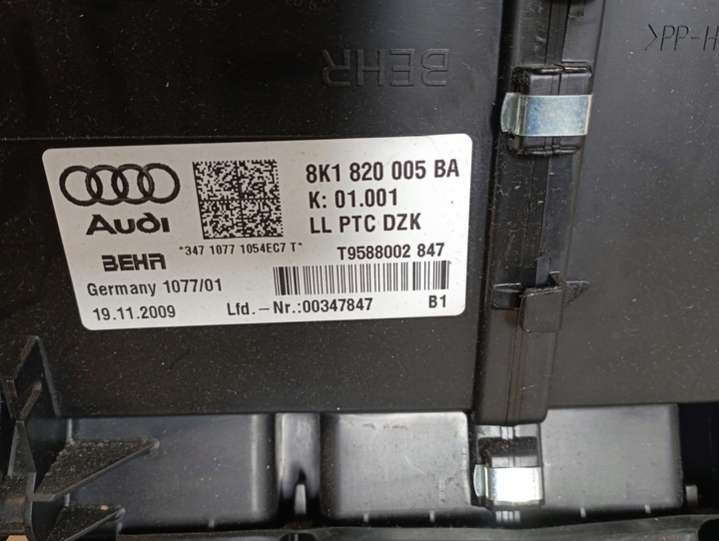 BEHR
>PP-H
8K1 820 005 BA
K: 01.001
Audi
LL PTC DZK
*347 1077 1054EC7 T*
T9588002 847
BEHR
Germany 1077/01
19.11.2009
Lfd.-Nr.:00347847
B1